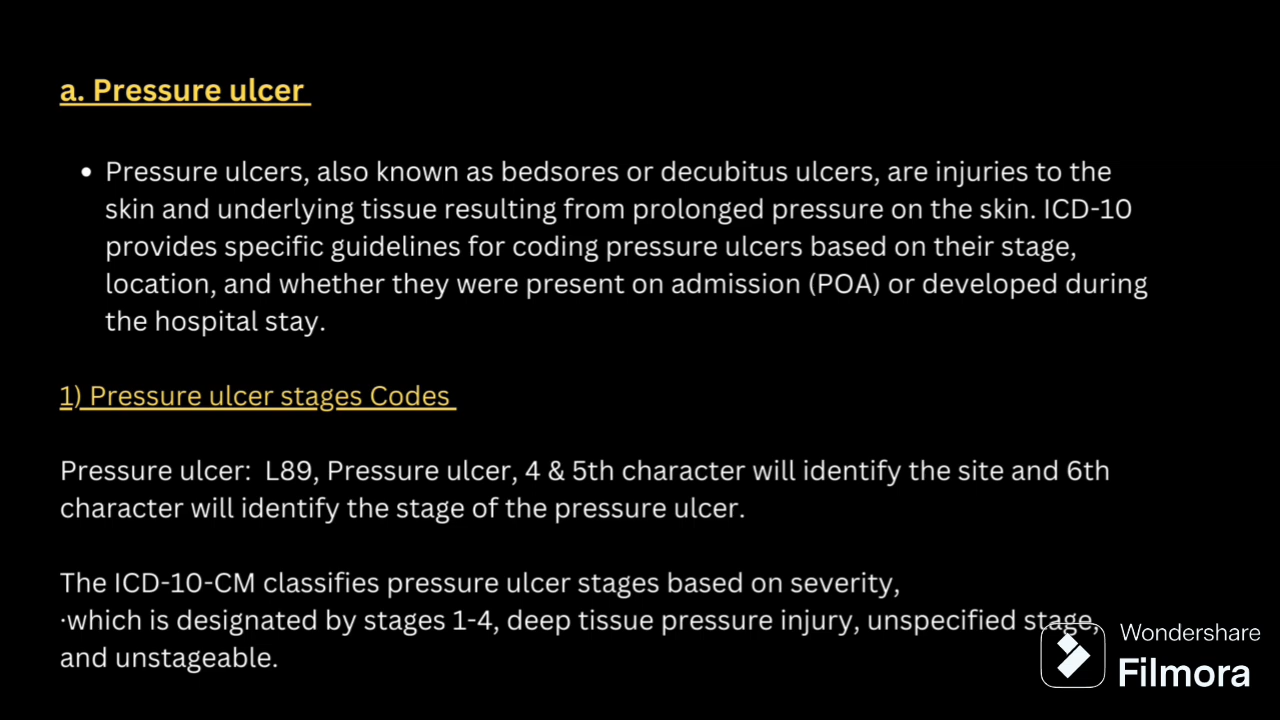 a. Pressure ulcer
• Pressure ulcers, also known as bedsores or decubitus ulcers, are injuries to the
skin and underlying tissue resulting from prolonged pressure on the skin. ICD-10
provides specific guidelines for coding pressure ulcers based on their stage,
location, and whether they were present on admission (POA) or developed during
the hospital stay.
1) Pressure ulcer stages Codes
Pressure ulcer:  L89, Pressure ulcer, 4 & 5th character will identify the site and 6th
character will identify the stage of the pressure ulcer.
The ICD-10-CM classifies pressure ulcer stages based on severity,
·which is designated by stages 1-4, deep tissue pressure injury, unspecified stage,
and unstageable.
Wondershare
Filmora